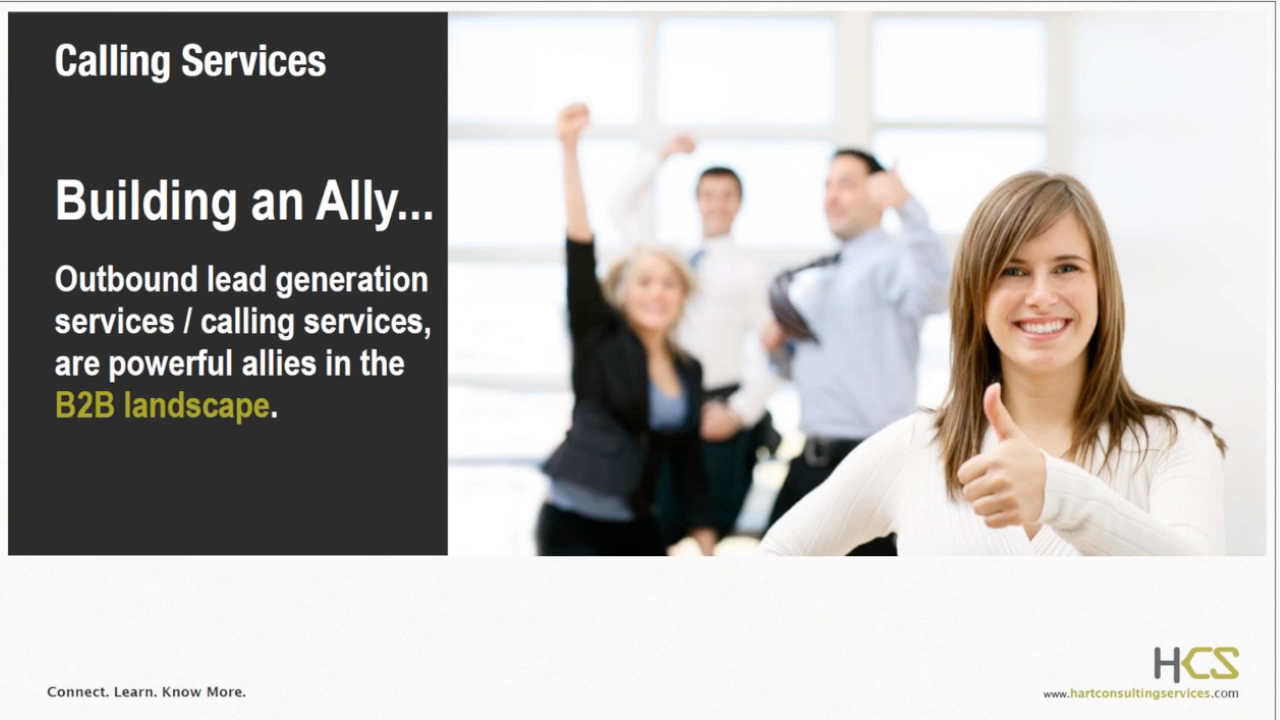 Calling Services
Building an Ally...
Outbound lead generation
services / calling services,
are powerful allies in the
B2B landscape.
Connect. Learn. Know More.
HCS
www.hartconsultingservices.com